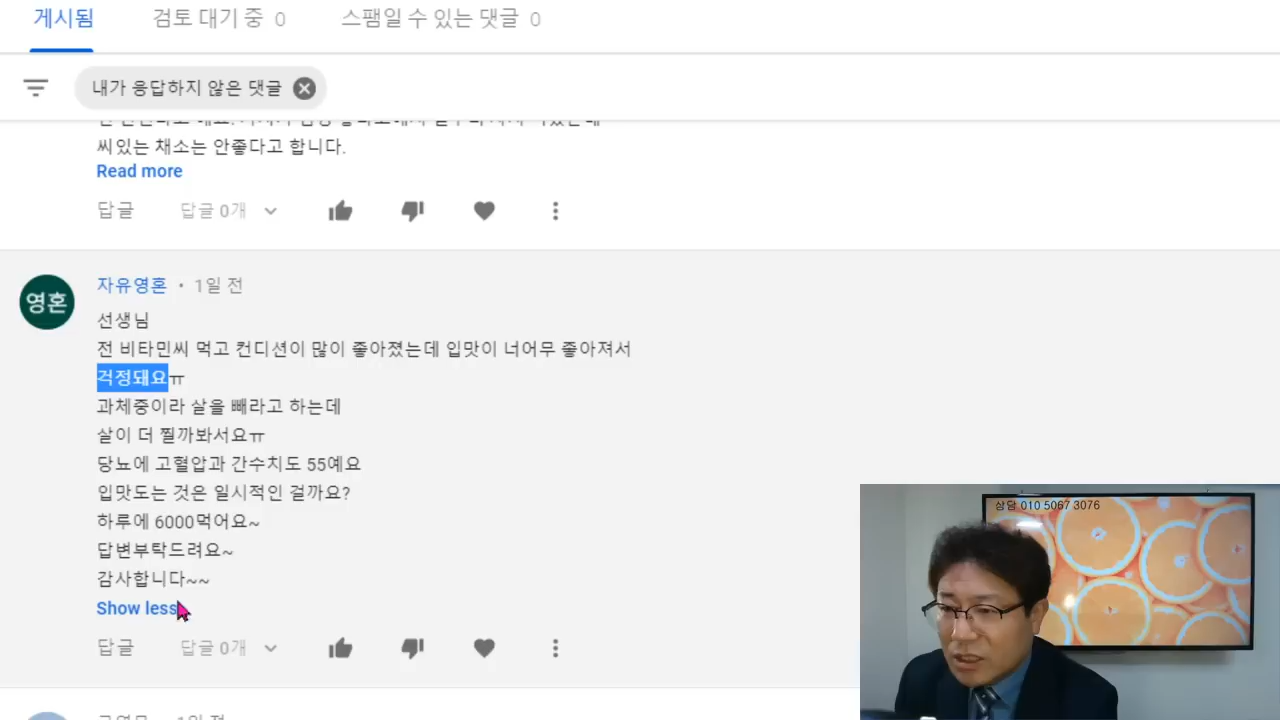 게시됨 검토 대기 중 0 스팸일 수 있는 댓글 0
내가 응답하지 않은 댓글
씨있는 채소는 안좋다고 합니다.
Read more
답글 답글 0개
영혼
자유영혼 • 1일 전
선생님
전 비타민씨 먹고 컨디션이 많이 좋아졌는데 입맛이 너어무 좋아져서
걱정돼요ㅠ
과체중이라 살을 빼라고 하는데
살이 더 찔까봐서요ㅠ
당뇨에 고혈압과 간수치도 55예요
입맛도는 것은 일시적인 걸까요?
하루에 6000먹어요~
답변부탁드려요~
감사합니다~~
Show less
답글 답글 0개
상담 010 5067 3076